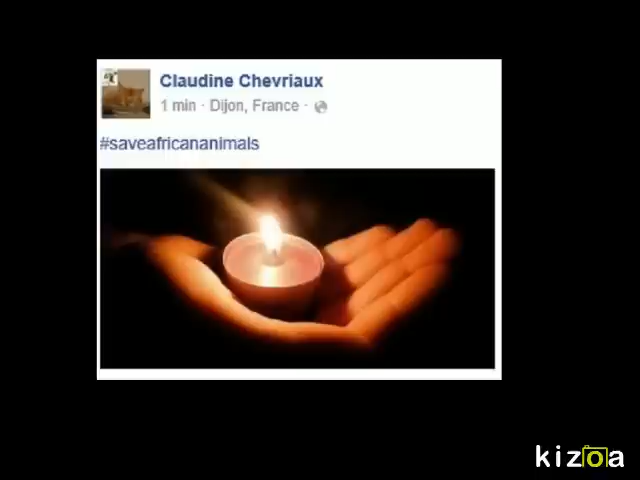 Claudine Chevriaux
1 min · Dijon, France ·
#saveafricananimals
kizoa